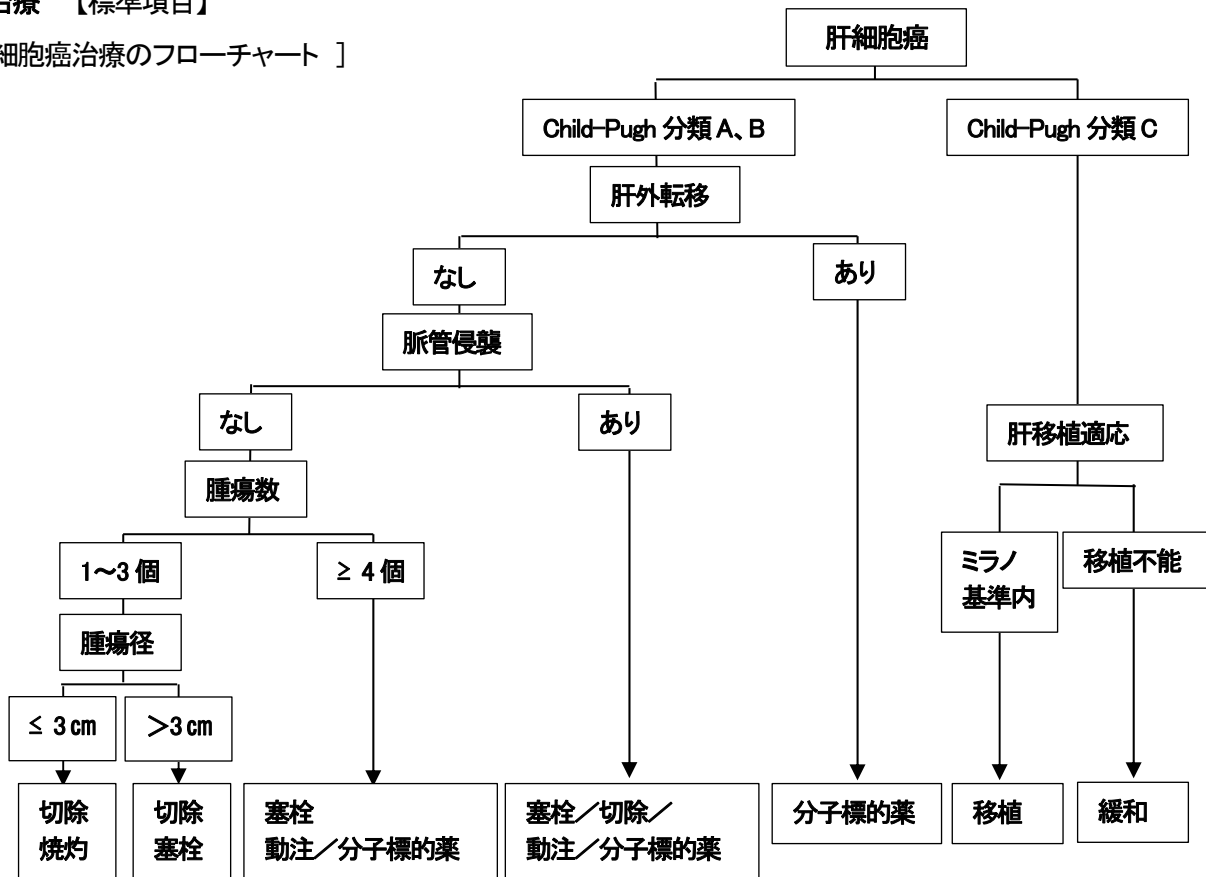 治療 【標準項目】
細胞癌治療のフローチャート ]
肝細胞癌
Child-Pugh 分類 A、B
Child-Pugh 分類 C
肝外転移
なし
あり
脈管侵襲
なし
あり
肝移植適応
腫瘍数
1～3 個
≥ 4 個
ミラノ
基準内
移植不能
腫瘍径
≤ 3 cm
＞3 cm
切除
焼灼
切除
塞栓
塞栓
動注／分子標的薬
塞栓／切除／
動注／分子標的薬
分子標的薬
移植
緩和